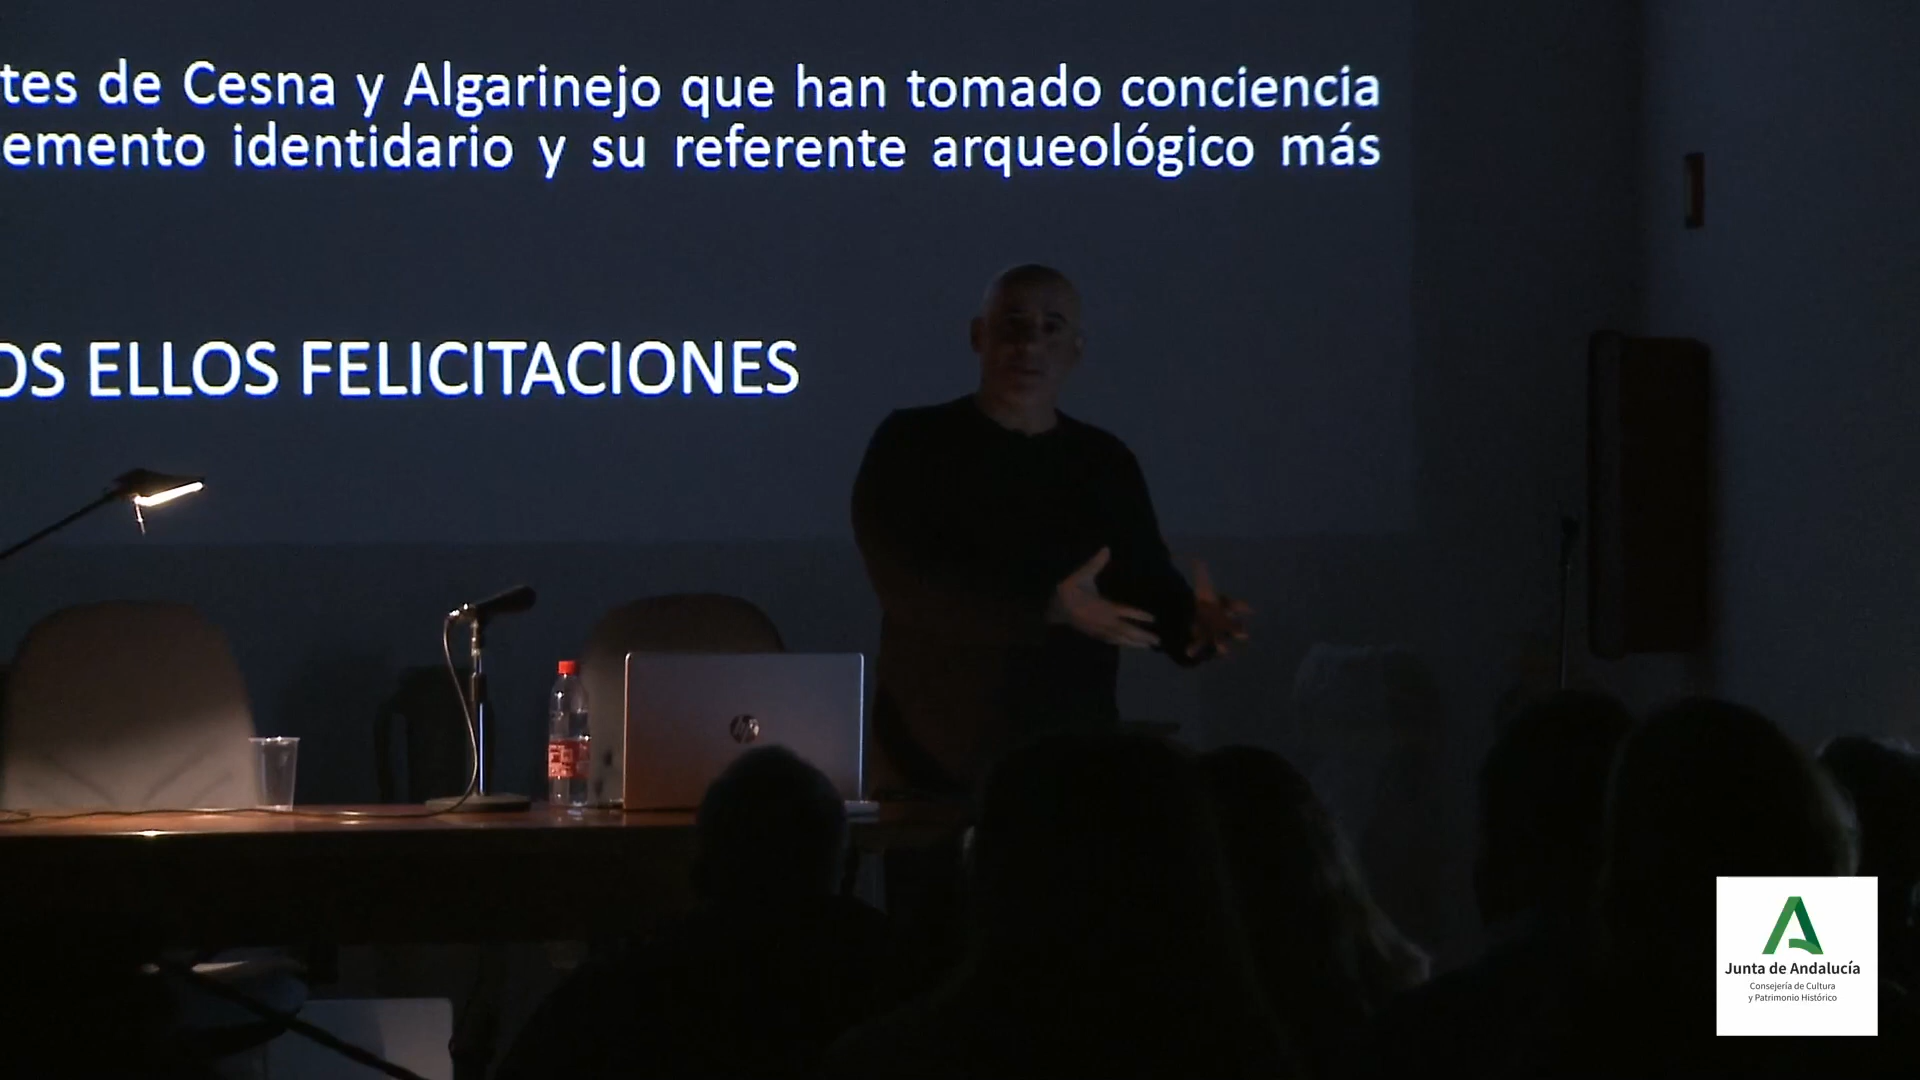 tes de Cesna y Algarinejo que han tomado conciencia
emento identidario y su referente arqueológico más
OS ELLOS FELICITACIONES
hp
Junta de Andalucía
Consejería de Cultura
y Patrimonio Histórico